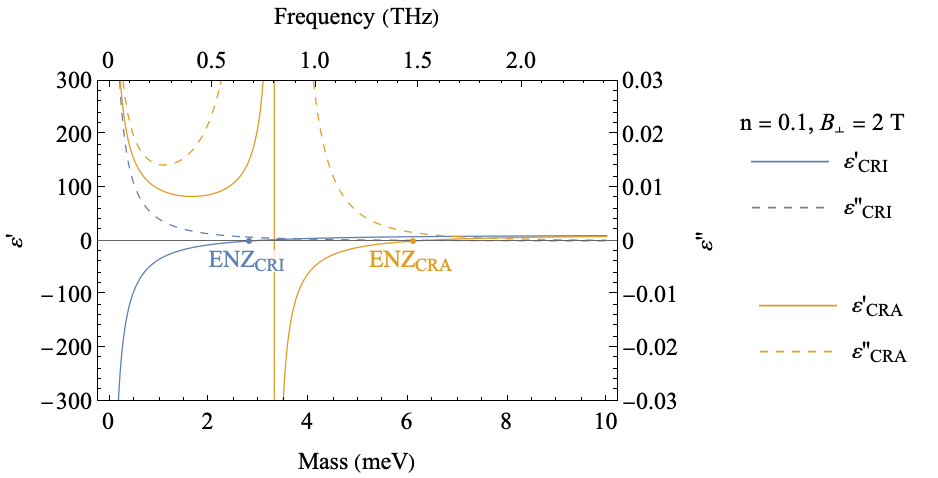 Frequency (THz)
0 0.5 1.0 1.5 2.0
300 0.03
200 0.02
100 0.01
0 0
−100 −0.01
−200 −0.02
−300 −0.03
ε' ε''
ENZCRI ENZCRA
0 2 4 6 8 10
Mass (meV)
n = 0.1, B⊥ = 2 T
ε'CRI
ε''CRI
ε'CRA
ε''CRA